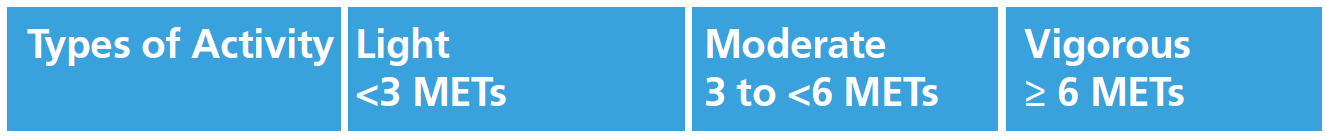 Types of Activity
Light
<3 METs
Moderate
3 to <6 METs
Vigorous
≥ 6 METs